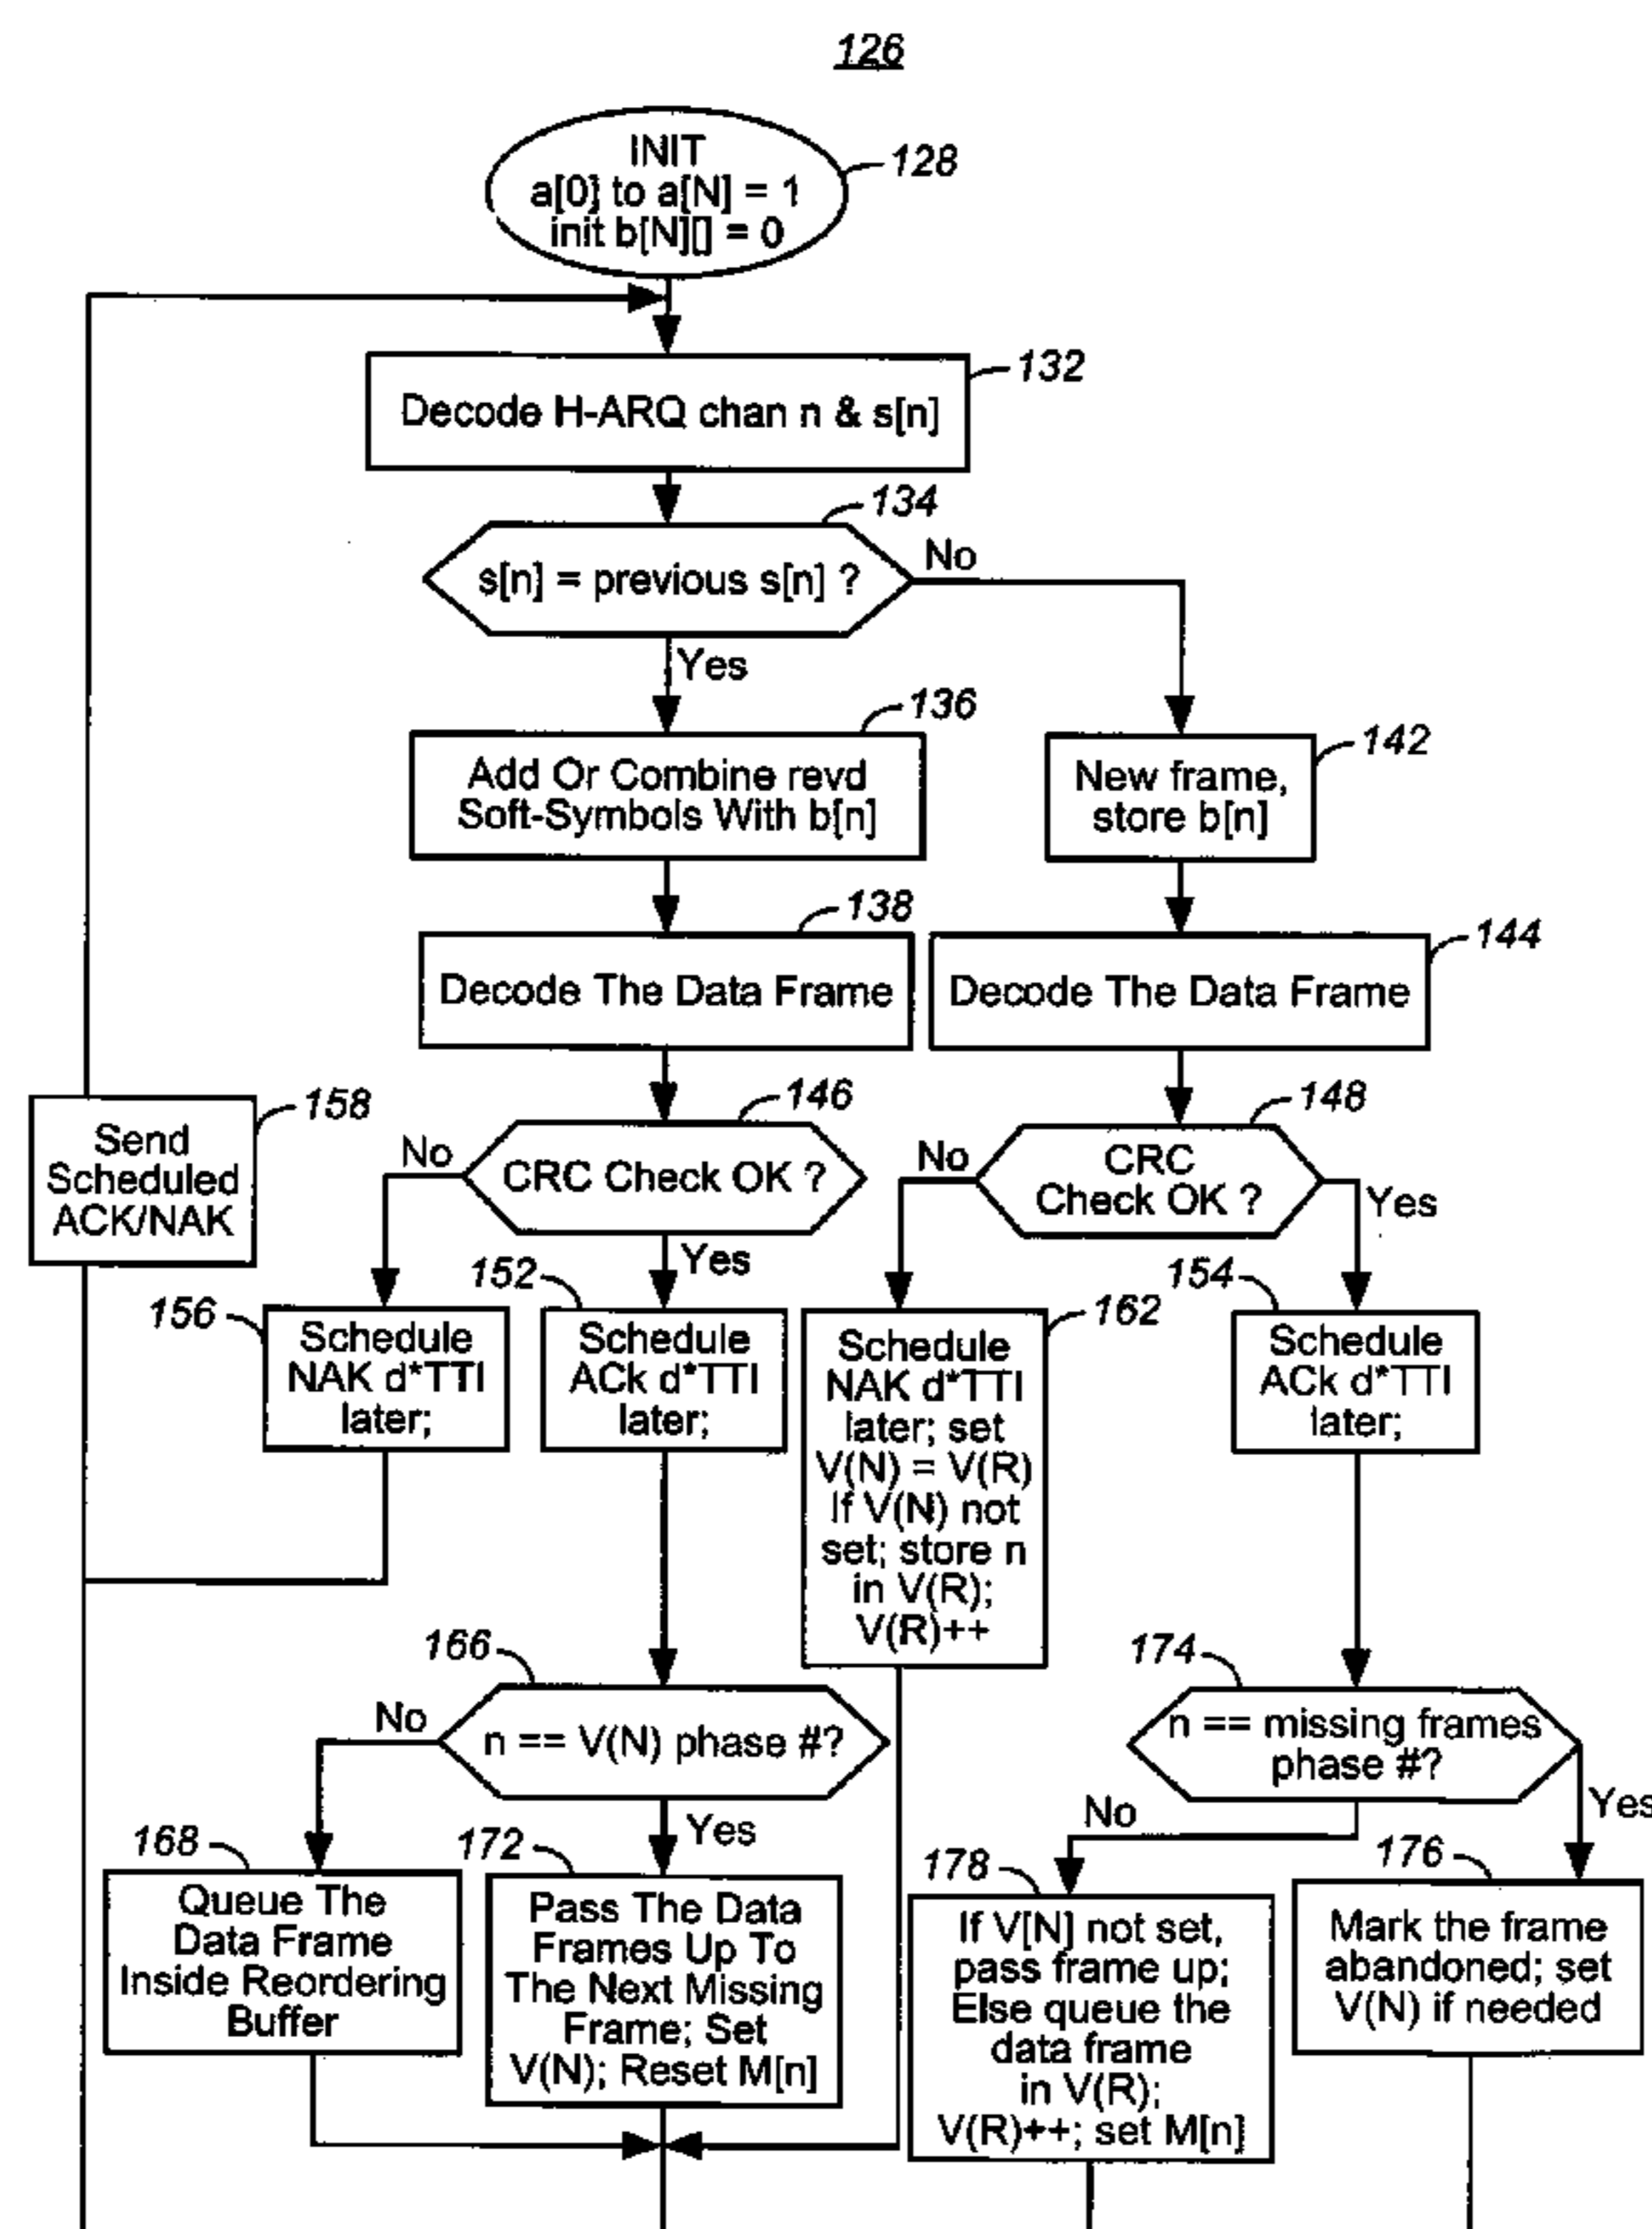 126
INIT
a[0] to a[N] = 1
init b[N][] = 0
128
Decode H-ARQ chan n & s[n]
132
s[n] = previous s[n] ?
134
No
Yes
Add Or Combine revd
Soft-Symbols With b[n]
136
New frame,
store b[n]
142
Decode The Data Frame
138
Decode The Data Frame
144
Send
Scheduled
ACK/NAK
158
CRC Check OK ?
146
No
Yes
CRC
Check OK ?
148
No
Yes
156
Schedule
NAK d*TTI
later;
152
Schedule
ACk d*TTI
later;
162
Schedule
NAK d*TTI
later; set
V(N) = V(R)
If V(N) not
set; store n
in V(R);
V(R)++
154
Schedule
ACk d*TTI
later;
166
n == V(N) phase #?
No
Yes
174
n == missing frames
phase #?
No
Yes
168
Queue The
Data Frame
Inside Reordering
Buffer
172
Pass The Data
Frames Up To
The Next Missing
Frame; Set
V(N); Reset M[n]
178
If V[N] not set,
pass frame up;
Else queue the
data frame
in V(R);
V(R)++; set M[n]
176
Mark the frame
abandoned; set
V(N) if needed